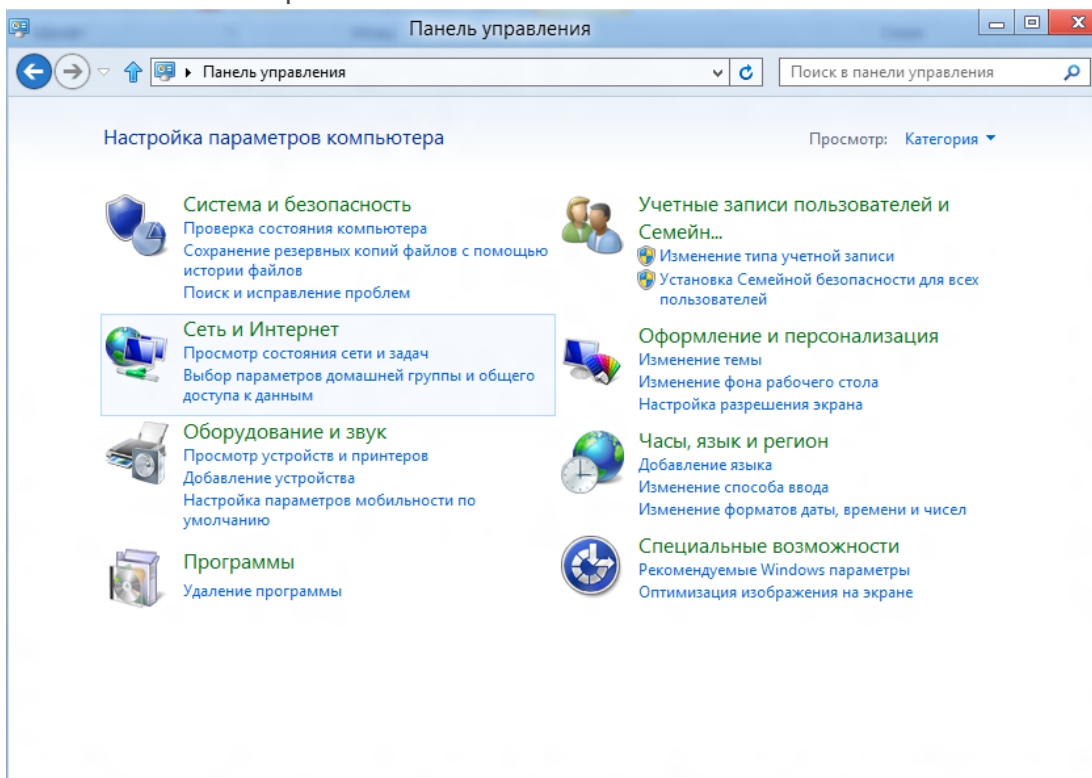 Панель управления
Панель управления
Поиск в панели управления
Настройка параметров компьютера
Просмотр: Категория
Система и безопасность
Проверка состояния компьютера
Сохранение резервных копий файлов с помощью
истории файлов
Поиск и исправление проблем
Сеть и Интернет
Просмотр состояния сети и задач
Выбор параметров домашней группы и общего
доступа к данным
Оборудование и звук
Просмотр устройств и принтеров
Добавление устройства
Настройка параметров мобильности по
умолчанию
Программы
Удаление программы
Учетные записи пользователей и
Семейн...
Изменение типа учетной записи
Установка Семейной безопасности для всех
пользователей
Оформление и персонализация
Изменение темы
Изменение фона рабочего стола
Настройка разрешения экрана
Часы, язык и регион
Добавление языка
Изменение способа ввода
Изменение форматов даты, времени и чисел
Специальные возможности
Рекомендуемые Windows параметры
Оптимизация изображения на экране